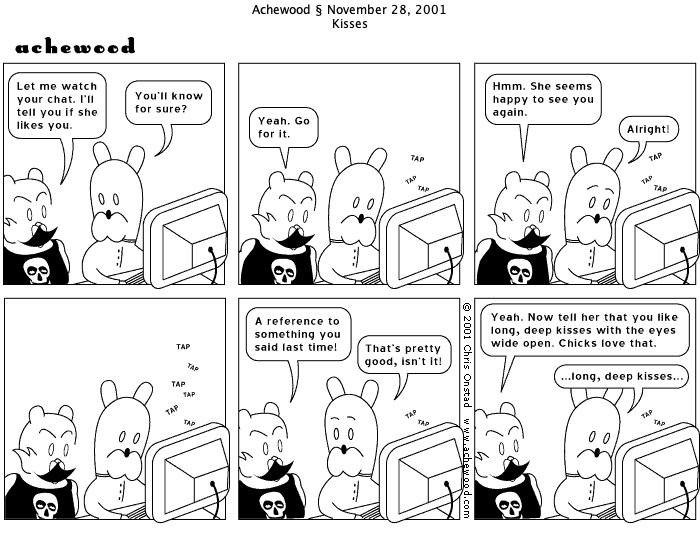 Achewood § November 28, 2001
Kisses
achewood
Let me watch
your chat. I'll
tell you if she
likes you.
You'll know
for sure?
Yeah. Go
for it.
TAP
TAP
TAP
Hmm. She seems
happy to see you
again.
Alright!
TAP
TAP
TAP
TAP
TAP
TAP
TAP
TAP
TAP
A reference to
something you
said last time!
That's pretty
good, isn't it!
TAP
TAP
© 2001 Chris Onstad www.achewood.com
Yeah. Now tell her that you like
long, deep kisses with the eyes
wide open. Chicks love that.
...long, deep kisses...
TAP
TAP